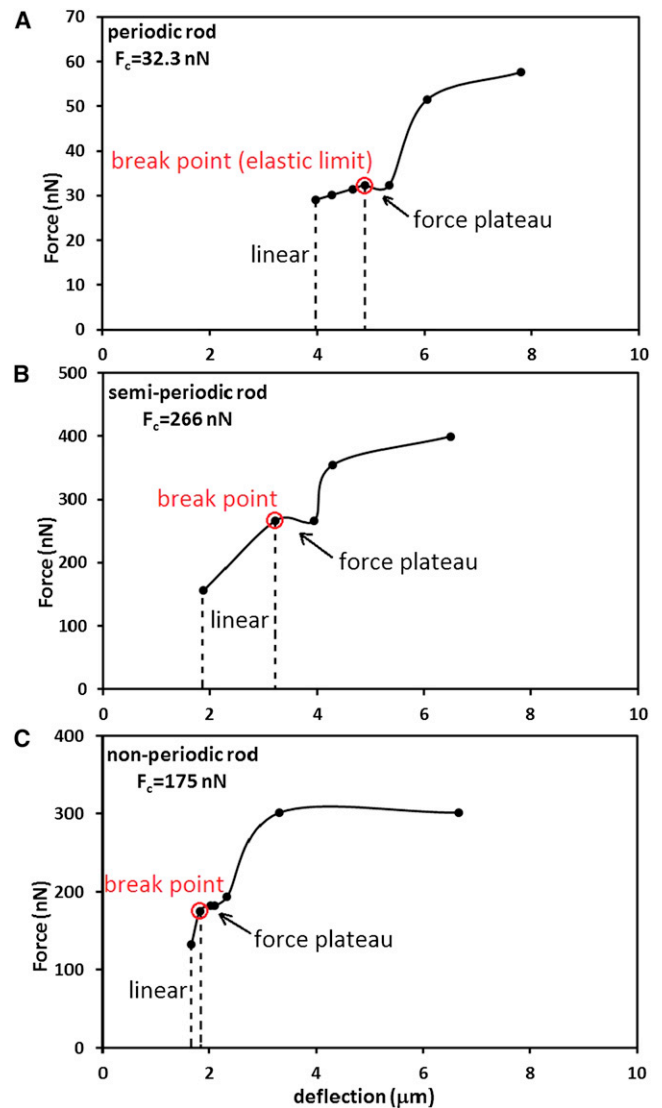 A
periodic rod
F_c=32.3 nN
70
60
50
40
30
20
10
0
Force (nN)
break point (elastic limit)
force plateau
linear
0 2 4 6 8 10
B
semi-periodic rod
F_c=266 nN
500
400
300
200
100
0
Force (nN)
break point
force plateau
linear
0 2 4 6 8 10
C
non-periodic rod
F_c=175 nN
400
300
200
100
0
Force (nN)
break point
force plateau
linear
0 2 4 6 8 10
deflection (μm)